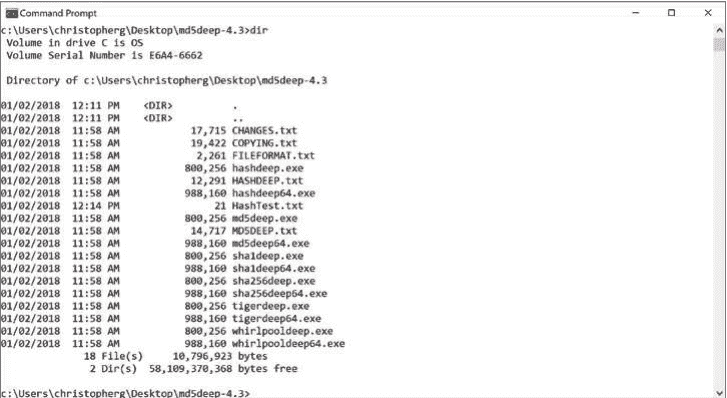 Command Prompt
c:\Users\christopherg\Desktop\md5deep-4.3>dir
Volume in drive C is OS
Volume Serial Number is E6A4-6662
Directory of c:\Users\christopherg\Desktop\md5deep-4.3
01/02/2018 12:11 PM <DIR> .
01/02/2018 12:11 PM <DIR> ..
01/02/2018 11:58 AM 17,715 CHANGES.txt
01/02/2018 11:58 AM 19,422 COPYING.txt
01/02/2018 11:58 AM 2,261 FILEFORMAT.txt
01/02/2018 11:58 AM 800,256 hashdeep.exe
01/02/2018 11:58 AM 12,291 HASHDEEP.txt
01/02/2018 11:58 AM 988,160 hashdeep64.exe
01/02/2018 12:14 PM 21 HashTest.txt
01/02/2018 11:58 AM 800,256 md5deep.exe
01/02/2018 11:58 AM 14,717 MD5DEEP.txt
01/02/2018 11:58 AM 988,160 md5deep64.exe
01/02/2018 11:58 AM 800,256 sha1deep.exe
01/02/2018 11:58 AM 988,160 sha1deep64.exe
01/02/2018 11:58 AM 800,256 sha256deep.exe
01/02/2018 11:58 AM 988,160 sha256deep64.exe
01/02/2018 11:58 AM 800,256 tigerdeep.exe
01/02/2018 11:58 AM 988,160 tigerdeep64.exe
01/02/2018 11:58 AM 800,256 whirlpooldeep.exe
01/02/2018 11:58 AM 988,160 whirlpooldeep64.exe
18 File(s) 10,796,923 bytes
2 Dir(s) 58,109,370,368 bytes free
c:\Users\christopherg\Desktop\md5deep-4.3>